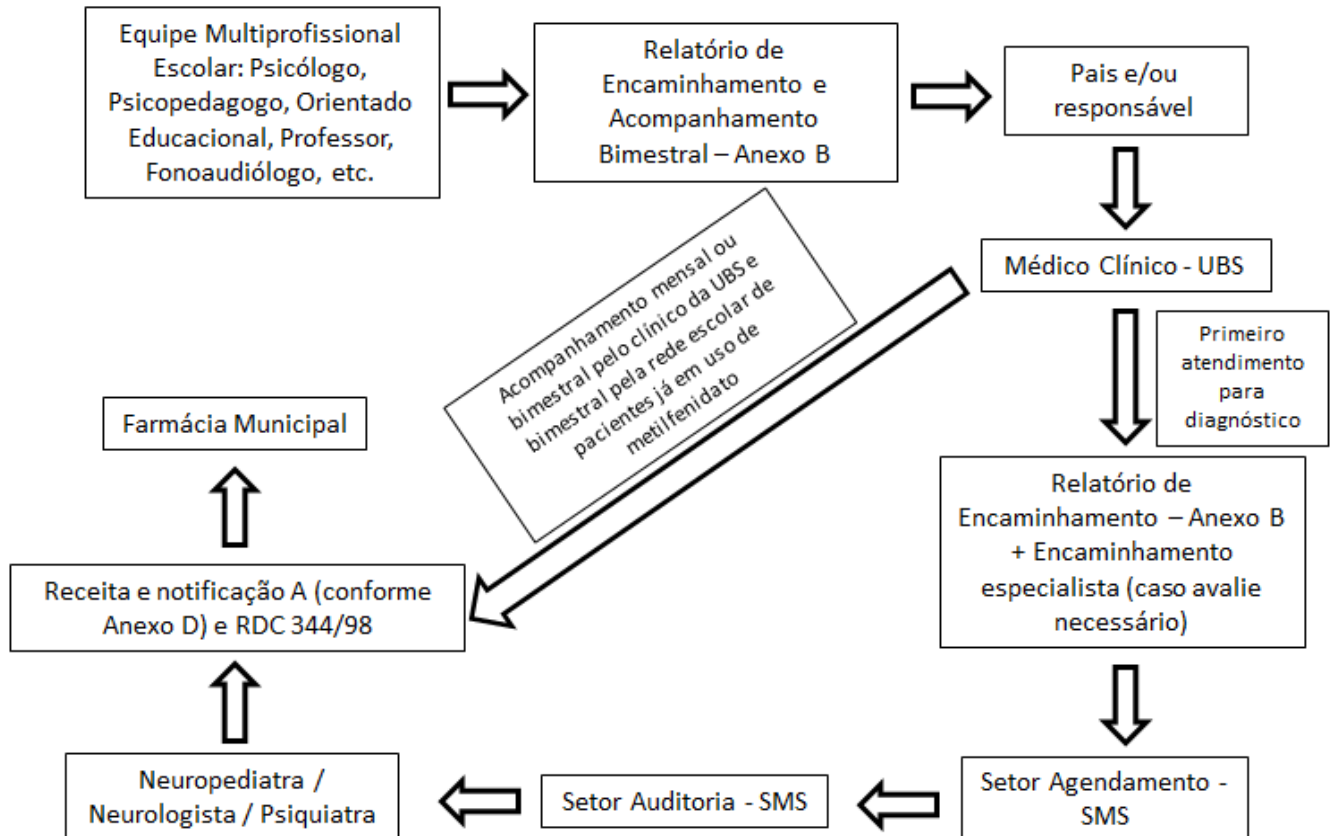 Equipe Multiprofissional
Escolar: Psicólogo,
Psicopedagogo, Orientado
Educacional, Professor,
Fonoaudiólogo, etc.
Relatório de
Encaminhamento e
Acompanhamento
Bimestral – Anexo B
Pais e/ou
responsável
Médico Clínico - UBS
Primeiro
atendimento
para
diagnóstico
Acompanhamento mensal ou
bimestral pelo clínico da UBS e
bimestral pela rede escolar de
pacientes já em uso de
metilfenidato
Relatório de
Encaminhamento – Anexo B
+ Encaminhamento
especialista (caso avalie
necessário)
Setor Agendamento -
SMS
Setor Auditoria - SMS
Neuropediatra /
Neurologista / Psiquiatra
Receita e notificação A (conforme
Anexo D) e RDC 344/98
Farmácia Municipal